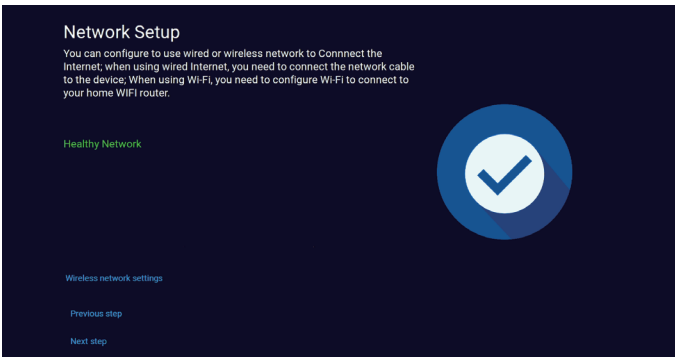 Network Setup
You can configure to use wired or wireless network to Connnect the
Internet; when using wired Internet, you need to connect the network cable
to the device; When using Wi-Fi, you need to configure Wi-Fi to connect to
your home WIFI router.
Healthy Network
Wireless network settings
Previous step
Next step